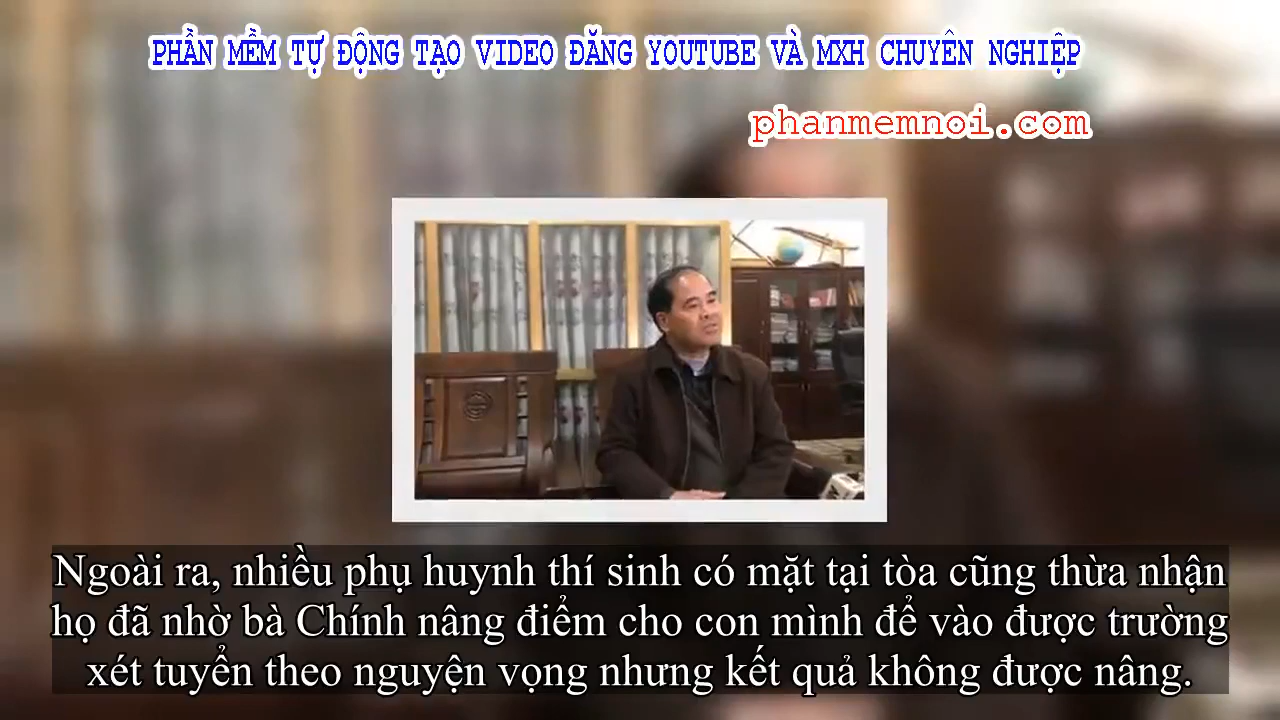 PHẦN MỀM TỰ ĐỘNG TẠO VIDEO ĐĂNG YOUTUBE VÀ MXH CHUYÊN NGHIỆP
phanmemnoi.com
Ngoài ra, nhiều phụ huynh thí sinh có mặt tại tòa cũng thừa nhận
họ đã nhờ bà Chính nâng điểm cho con mình để vào được trường
xét tuyển theo nguyện vọng nhưng kết quả không được nâng.